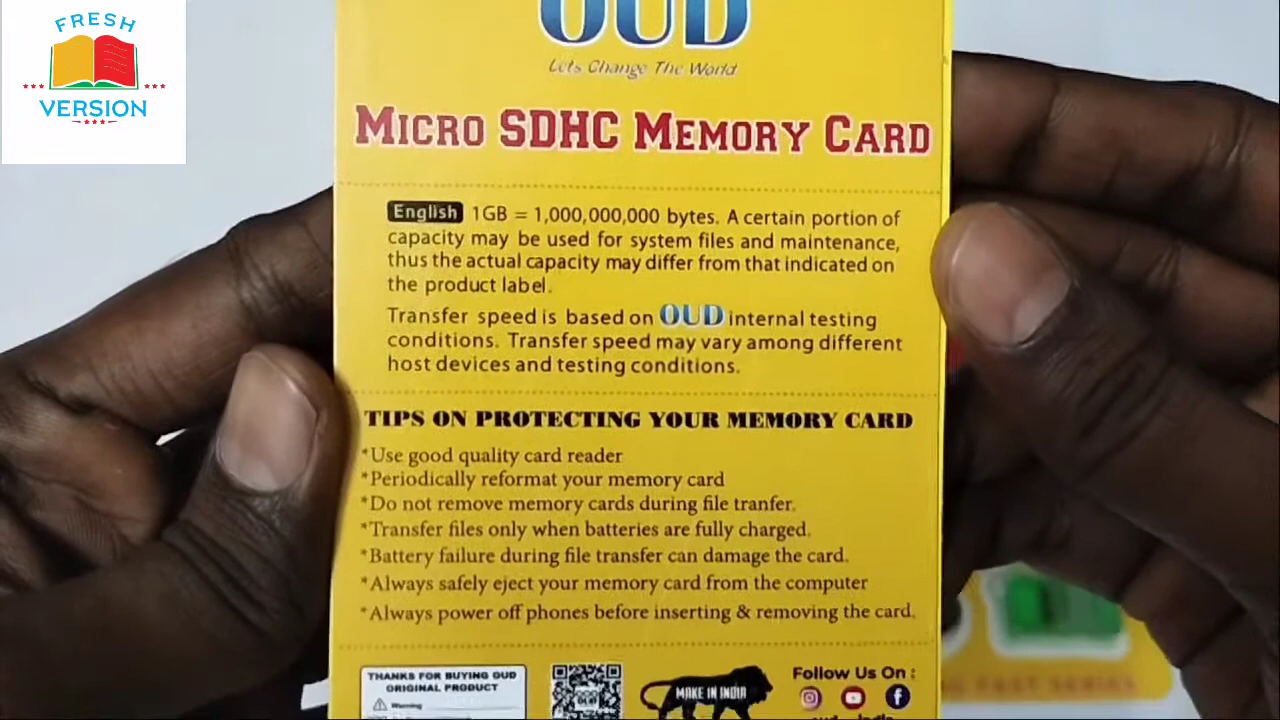 FRESH
VERSION
OUD
Lets Change The World
MICRO SDHC MEMORY CARD
English 1GB = 1,000,000,000 bytes. A certain portion of
capacity may be used for system files and maintenance,
thus the actual capacity may differ from that indicated on
the product label.
Transfer speed is based on OUD internal testing
conditions. Transfer speed may vary among different
host devices and testing conditions.
TIPS ON PROTECTING YOUR MEMORY CARD
*Use good quality card reader
*Periodically reformat your memory card
*Do not remove memory cards during file tranfer.
*Transfer files only when batteries are fully charged.
*Battery failure during file transfer can damage the card.
*Always safely eject your memory card from the computer
*Always power off phones before inserting & removing the card.
THANKS FOR BUYING OUD
ORIGINAL PRODUCT
Warning
MAKE IN INDIA
Follow Us On :